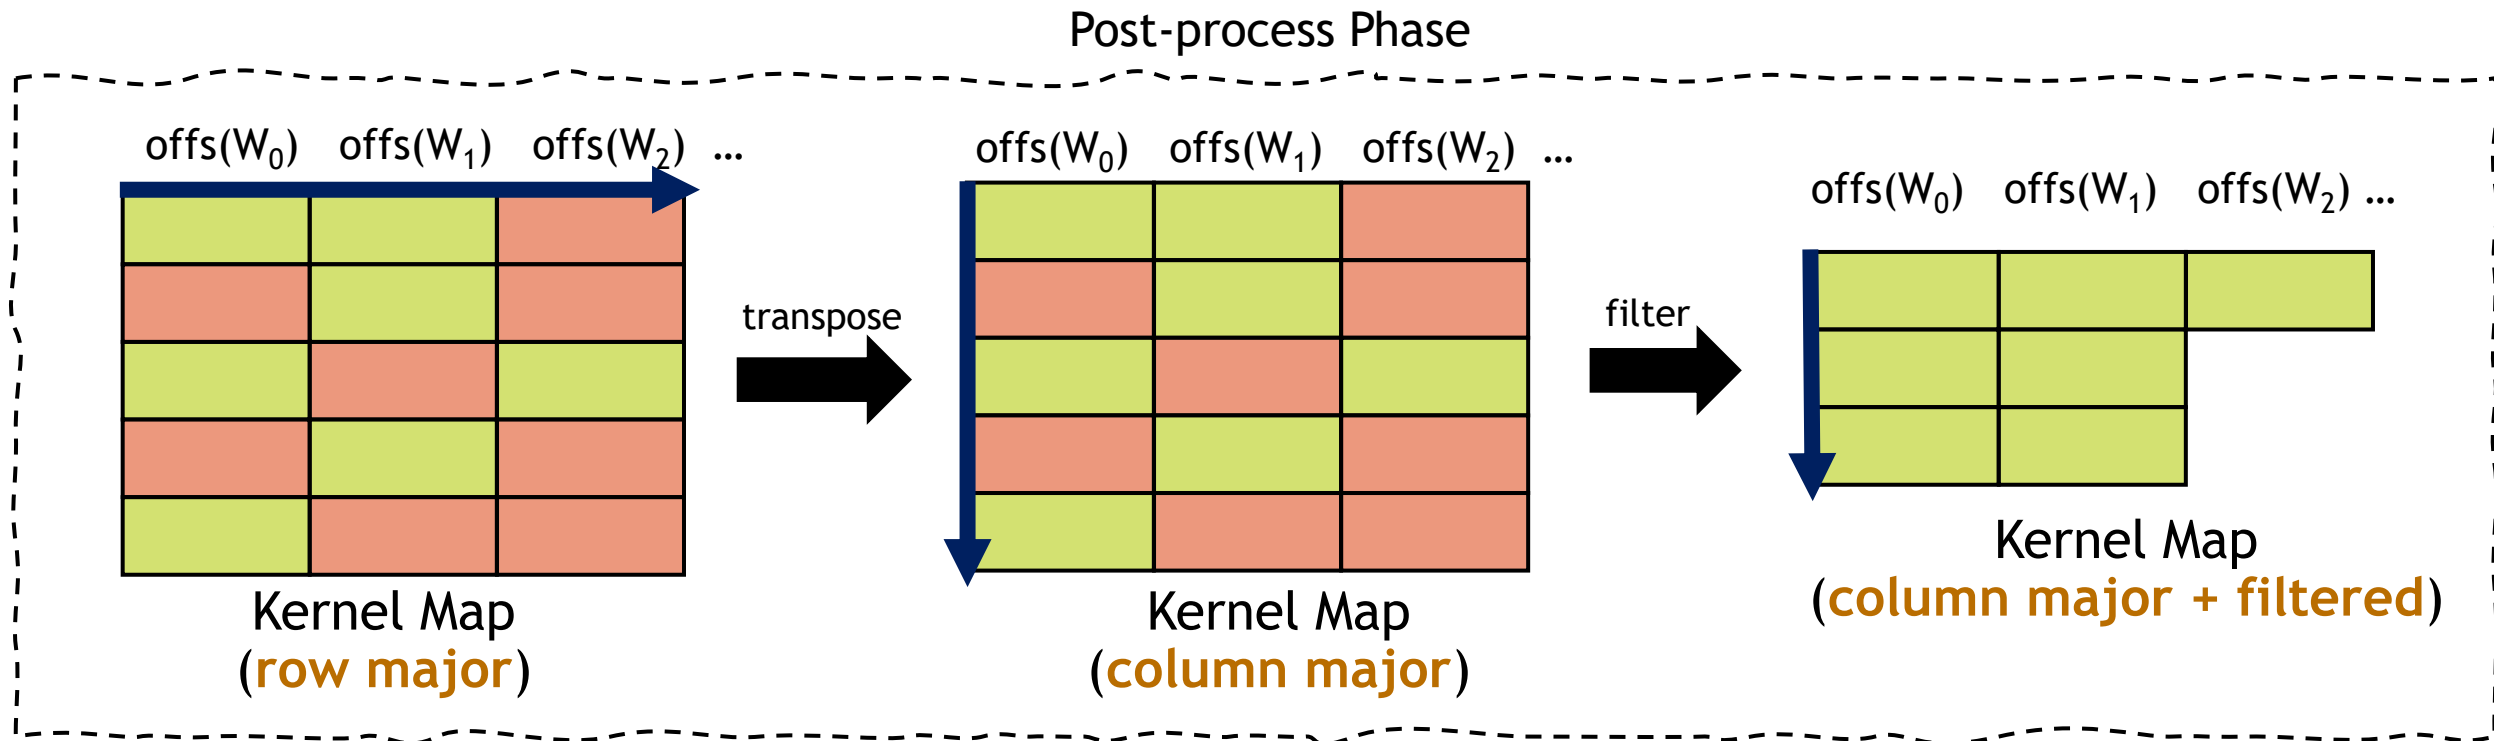 Post-process Phase
offs(W0) offs(W1) offs(W2) ...
offs(W0) offs(W1) offs(W2) ...
offs(W0) offs(W1) offs(W2) ...
transpose
filter
Kernel Map
(row major)
Kernel Map
(column major)
Kernel Map
(column major + filtered)